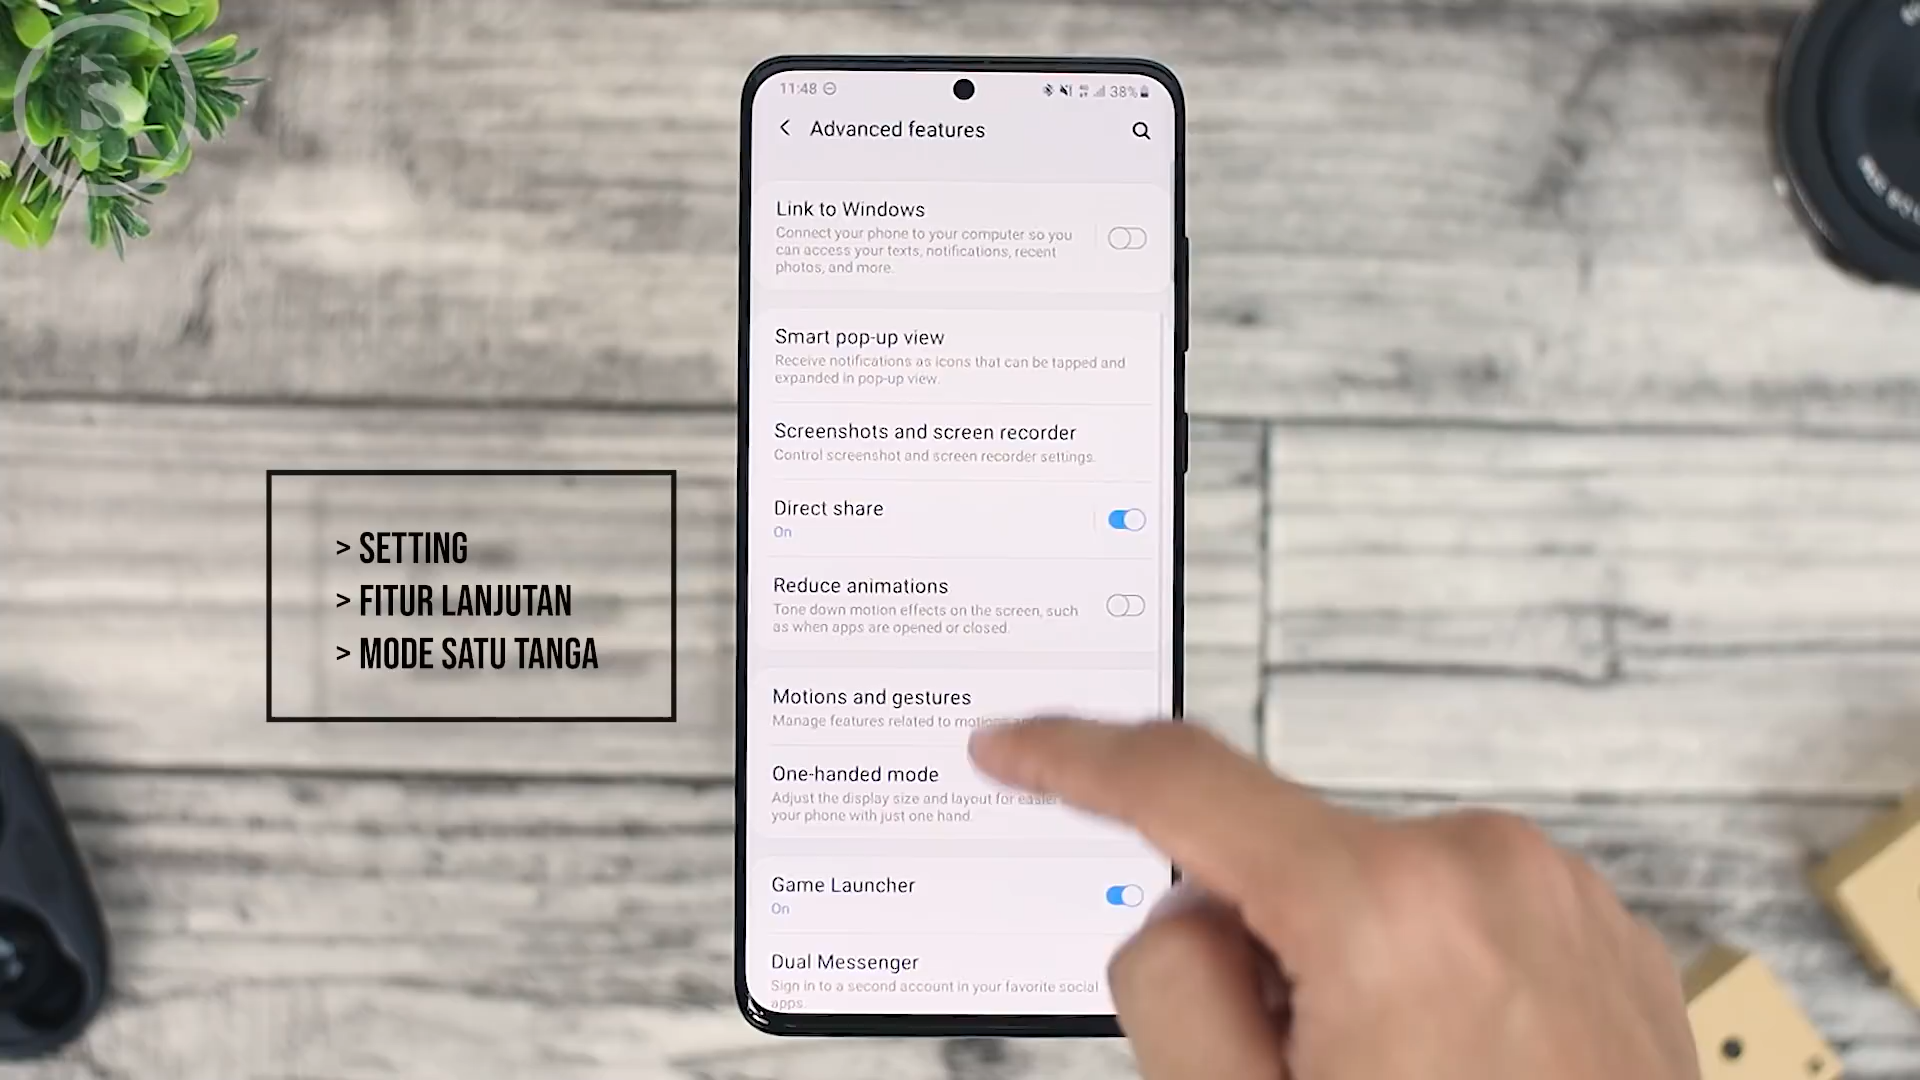 11:48
38%
Advanced features
Link to Windows
Connect your phone to your computer so you
can access your texts, notifications, recent
photos, and more.
Smart pop-up view
Receive notifications as icons that can be tapped and
expanded in pop-up view.
Screenshots and screen recorder
Control screenshot and screen recorder settings.
Direct share
On
Reduce animations
Tone down motion effects on the screen, such
as when apps are opened or closed.
Motions and gestures
Manage features related to motions and
One-handed mode
Adjust the display size and layout for easier
your phone with just one hand.
Game Launcher
On
Dual Messenger
Sign in to a second account in your favorite social
apps.
> SETTING
> FITUR LANJUTAN
> MODE SATU TANGA